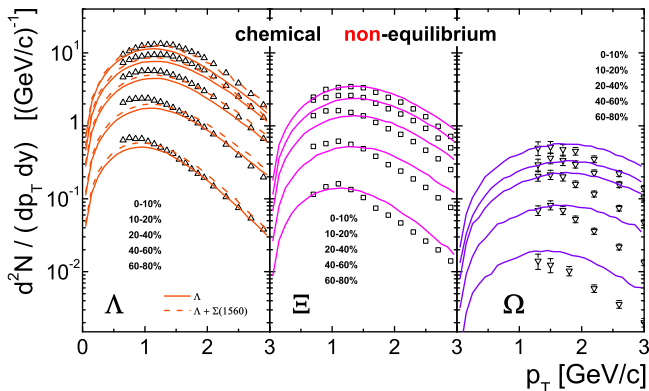 chemical non-equilibrium
d²N / ( dp_T dy) [(GeV/c)⁻¹]
10¹
1
10⁻¹
10⁻²
0-10%
10-20%
20-40%
40-60%
60-80%
Λ
Λ
Λ + Σ(1560)
0 1 2 3
0-10%
10-20%
20-40%
40-60%
60-80%
Ξ
1 2 3
0-10%
10-20%
20-40%
40-60%
60-80%
Ω
1 2 3
p_T [GeV/c]